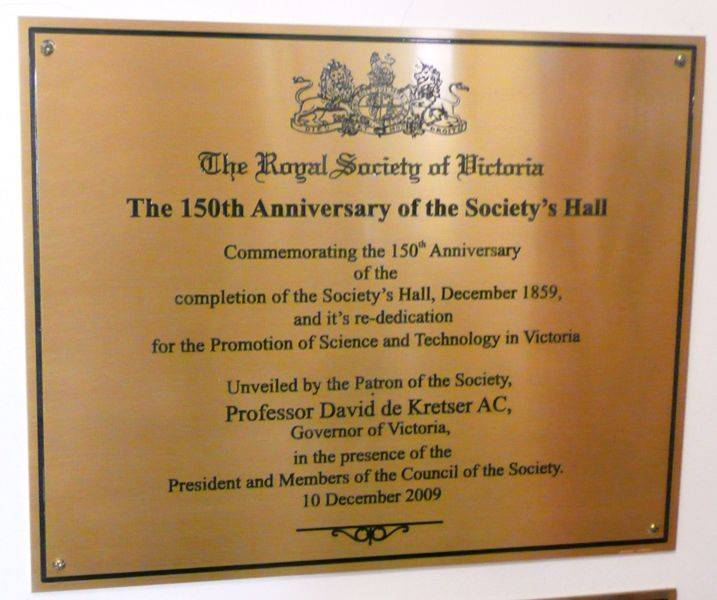 The Royal Society of Victoria
The 150th Anniversary of the Society's Hall
Commemorating the 150th Anniversary
of the
completion of the Society's Hall, December 1859,
and it's re-dedication
for the Promotion of Science and Technology in Victoria
Unveiled by the Patron of the Society,
Professor David de Kretser AC,
Governor of Victoria,
in the presence of the
President and Members of the Council of the Society.
10 December 2009